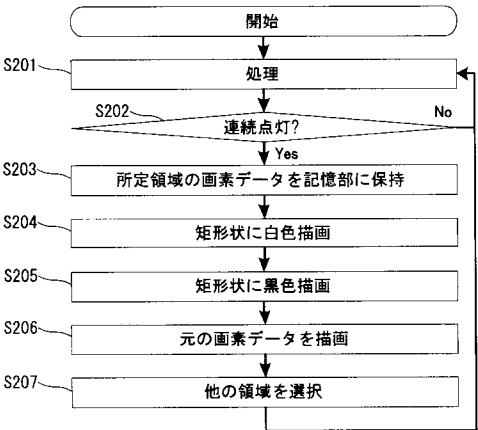 開始
S201
処理
S202
連続点灯?
No
Yes
S203
所定領域の画素データを記憶部に保持
S204
矩形状に白色描画
S205
矩形状に黒色描画
S206
元の画素データを描画
S207
他の領域を選択